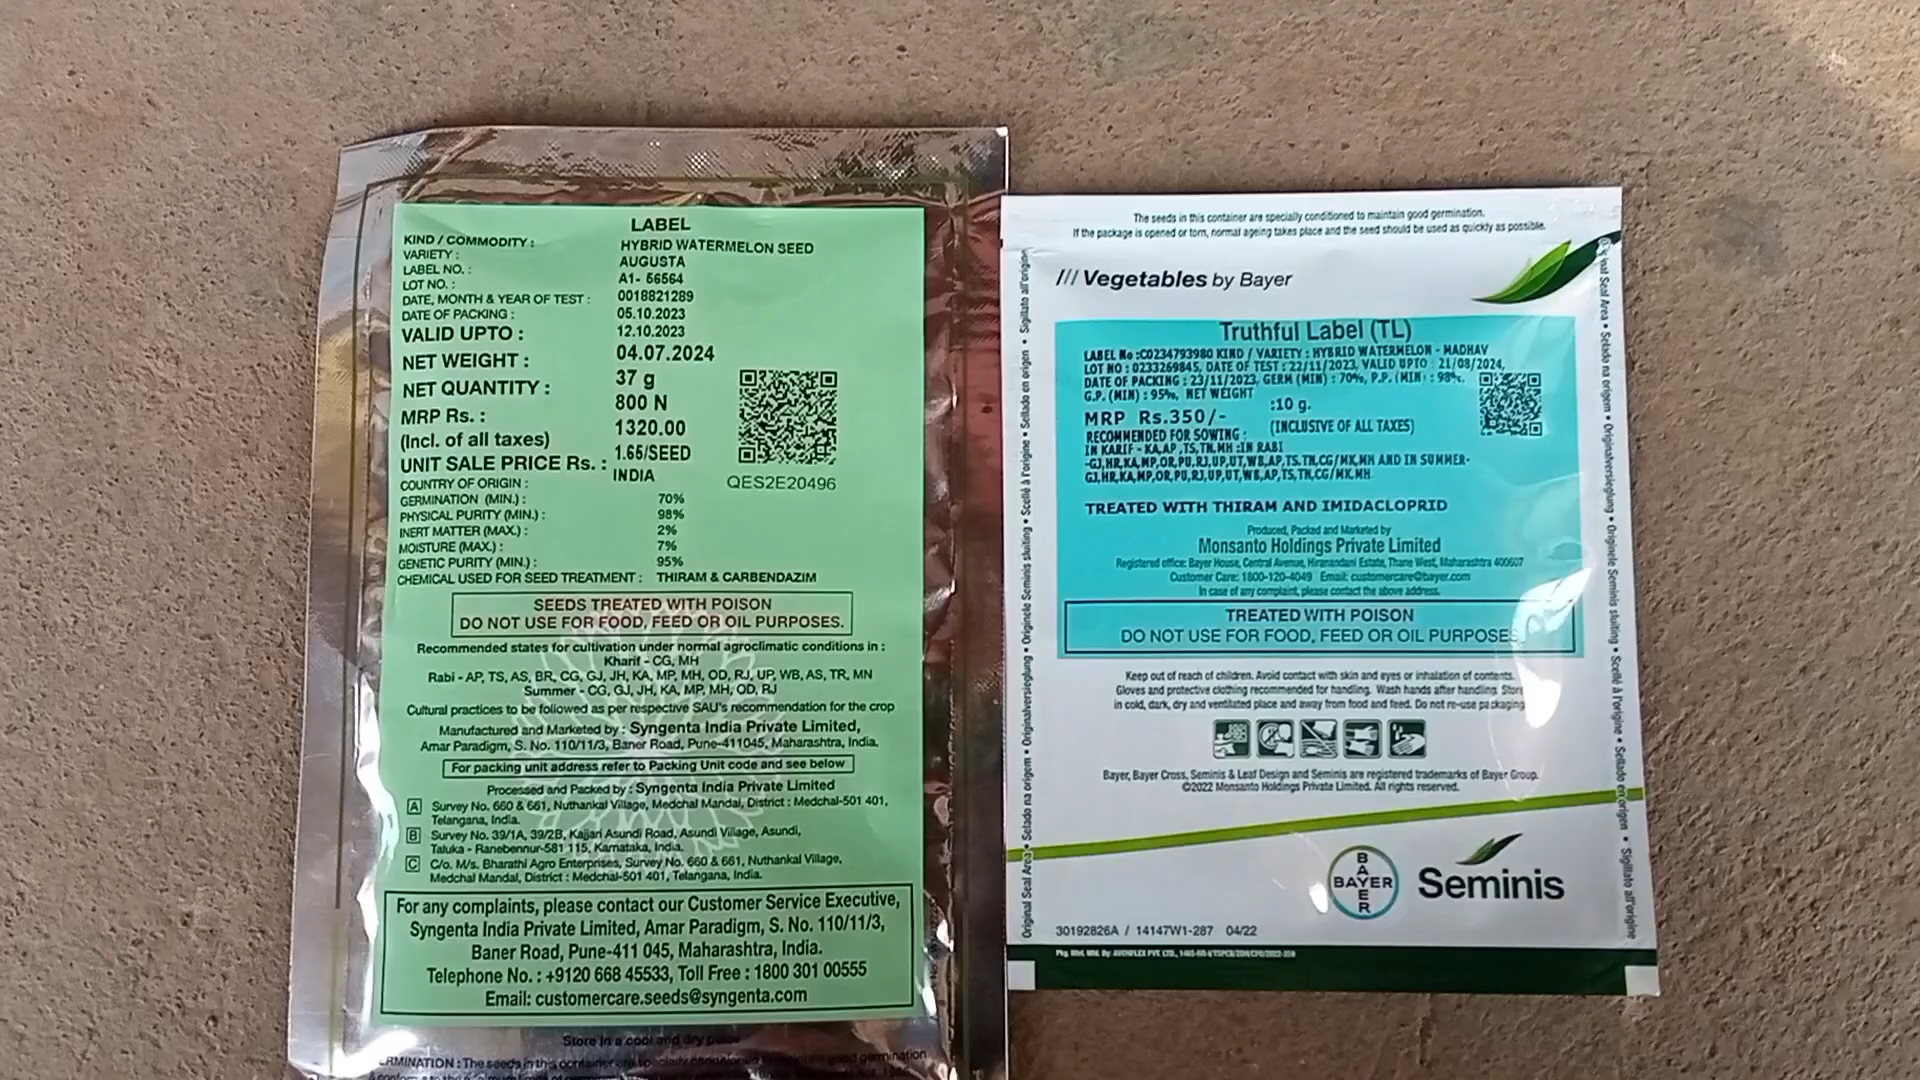 LABEL
KIND / COMMODITY : HYBRID WATERMELON SEED
VARIETY : AUGUSTA
LABEL NO. : A1- 56564
LOT NO. : 0018821289
DATE, MONTH & YEAR OF TEST : 05.10.2023
DATE OF PACKING : 12.10.2023
VALID UPTO : 04.07.2024
NET WEIGHT : 37 g
NET QUANTITY : 800 N
MRP Rs. : 1320.00
(Incl. of all taxes)
UNIT SALE PRICE Rs. : 1.65/SEED
COUNTRY OF ORIGIN : INDIA
QES2E20496
GERMINATION (MIN.) : 70%
PHYSICAL PURITY (MIN.) : 98%
INERT MATTER (MAX.) : 2%
MOISTURE (MAX.) : 7%
GENETIC PURITY (MIN.) : 95%
CHEMICAL USED FOR SEED TREATMENT : THIRAM & CARBENDAZIM
SEEDS TREATED WITH POISON
DO NOT USE FOR FOOD, FEED OR OIL PURPOSES.
Recommended states for cultivation under normal agroclimatic conditions in :
Kharif - CG, MH
Rabi - AP, TS, AS, BR, CG, GJ, JH, KA, MP, MH, OD, RJ, UP, WB, AS, TR, MN
Summer - CG, GJ, JH, KA, MP, MH, OD, RJ
Cultural practices to be followed as per respective SAU's recommendation for the crop
Manufactured and Marketed by : Syngenta India Private Limited,
Amar Paradigm, S. No. 110/11/3, Baner Road, Pune-411045, Maharashtra, India.
For packing unit address refer to Packing Unit code and see below
Processed and Packed by : Syngenta India Private Limited
A Survey No. 660 & 661, Nuthankal Village, Medchal Mandal, District : Medchal-501 401,
Telangana, India.
B Survey No. 39/1A, 39/2B, Kajjari Asundi Road, Asundi Village, Asundi,
Taluka - Ranebennur-581 115, Karnataka, India.
C C/o. M/s. Bharathi Agro Enterprises, Survey No. 660 & 661, Nuthankal Village,
Medchal Mandal, District : Medchal-501 401, Telangana, India.
For any complaints, please contact our Customer Service Executive,
Syngenta India Private Limited, Amar Paradigm, S. No. 110/11/3,
Baner Road, Pune-411 045, Maharashtra, India.
Telephone No. : +9120 668 45533, Toll Free : 1800 301 00555
Email: customercare.seeds@syngenta.com
Store in a cool and dry place
The seeds in this container are specially conditioned germination
The seeds in this container are specially conditioned to maintain good germination.
If the package is opened or torn, normal ageing takes place and the seed should be used as quickly as possible.
/// Vegetables by Bayer
Truthful Label (TL)
LABEL No :C0234793980 KIND / VARIETY : HYBRID WATERMELON - MADHAV
LOT NO : 0233269845, DATE OF TEST : 22/11/2023, VALID UPTO : 21/08/2024,
DATE OF PACKING : 23/11/2023, GERM (MIN) : 70%, P.P. (MIN) : 98%,
G.P. (MIN) : 95%, NET WEIGHT :10 g.
MRP Rs.350/- (INCLUSIVE OF ALL TAXES)
RECOMMENDED FOR SOWING :
IN KARIF - KA,AP,TS,TN,MH :IN RABI
-GJ,HR,KA,MP,OR,PU,RJ,UP,UT,WB,AP,TS,TN,CG/MK,MH AND IN SUMMER-
GJ,HR,KA,MP,OR,PU,RJ,UP,UT,WB,AP,TS,TN,CG/MK,MH
TREATED WITH THIRAM AND IMIDACLOPRID
Produced, Packed and Marketed by
Monsanto Holdings Private Limited
Registered office: Bayer House, Central Avenue, Hiranandani Estate, Thane West, Maharashtra 400607
Customer Care: 1800-120-4049 Email: customercare@bayer.com
In case of any complaint, please contact the above address.
TREATED WITH POISON
DO NOT USE FOR FOOD, FEED OR OIL PURPOSES
Keep out of reach of children. Avoid contact with skin and eyes or inhalation of contents.
Gloves and protective clothing recommended for handling. Wash hands after handling. Store
in cold, dark, dry and ventilated place and away from food and feed. Do not re-use packaging
Bayer, Bayer Cross, Seminis & Leaf Design and Seminis are registered trademarks of Bayer Group.
©2022 Monsanto Holdings Private Limited. All rights reserved.
BAYER
BAYER
Seminis
30192826A / 14147W1-287 04/22
Original Seal Area • Selado na origem • Originalversieglung • Originele Seminis sluiting • Scellé à l'origine • Sellado en origen • Sigillato all'origine
Seal Area • Selado na origem • Originalversieglung • Originele Seminis sluiting • Scellé à l'origine • Sellado en origen • Sigillato all'origine